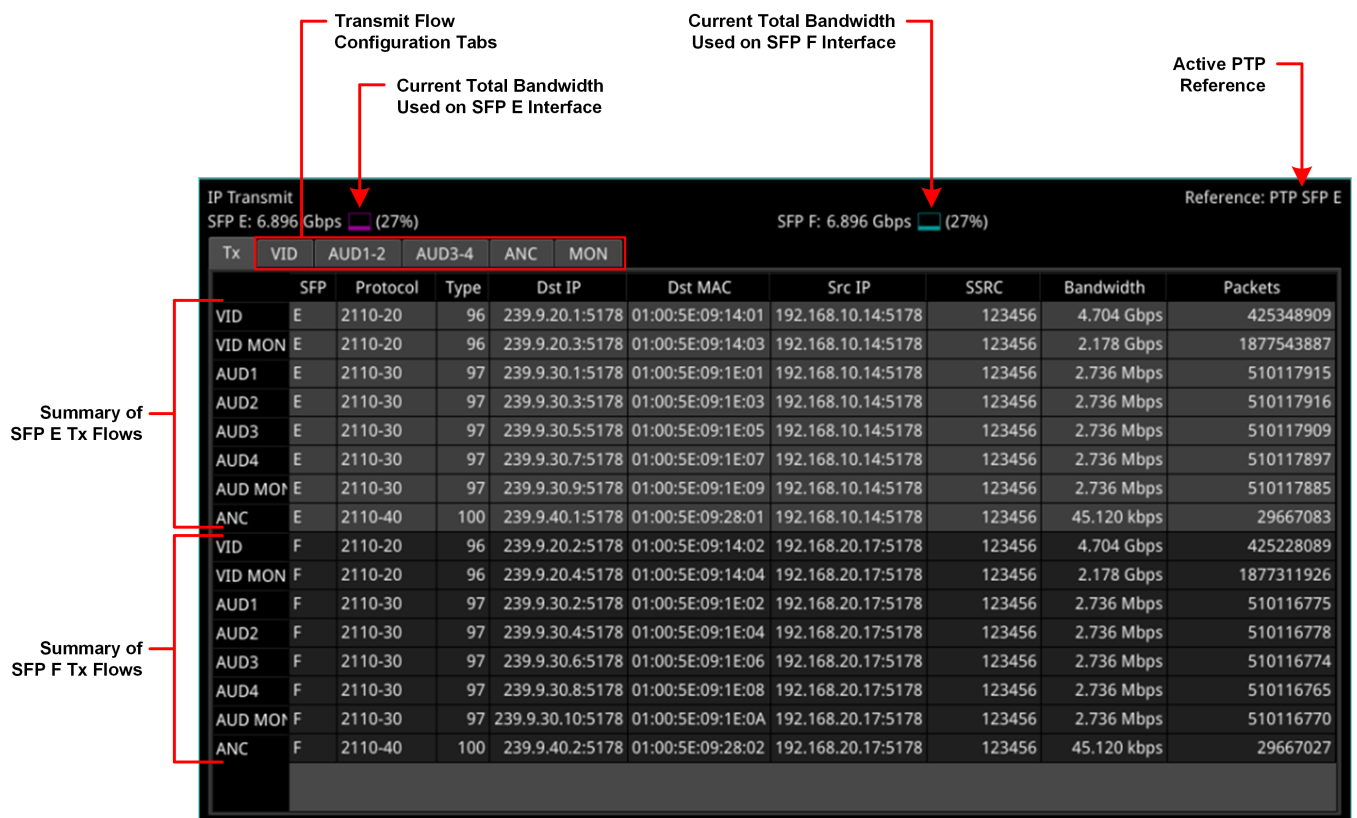 Transmit Flow
Configuration Tabs
Current Total Bandwidth
Used on SFP F Interface
Active PTP
Reference
Current Total Bandwidth
Used on SFP E Interface
IP Transmit
Reference: PTP SFP E
SFP E: 6.896 Gbps (27%)
SFP F: 6.896 Gbps (27%)
Tx VID AUD1-2 AUD3-4 ANC MON
SFP Protocol Type Dst IP Dst MAC Src IP SSRC Bandwidth Packets
VID E 2110-20 96 239.9.20.1:5178 01:00:5E:09:14:01 192.168.10.14:5178 123456 4.704 Gbps 425348909
VID MON E 2110-20 96 239.9.20.3:5178 01:00:5E:09:14:03 192.168.10.14:5178 123456 2.178 Gbps 1877543887
AUD1 E 2110-30 97 239.9.30.1:5178 01:00:5E:09:1E:01 192.168.10.14:5178 123456 2.736 Mbps 510117915
AUD2 E 2110-30 97 239.9.30.3:5178 01:00:5E:09:1E:03 192.168.10.14:5178 123456 2.736 Mbps 510117916
AUD3 E 2110-30 97 239.9.30.5:5178 01:00:5E:09:1E:05 192.168.10.14:5178 123456 2.736 Mbps 510117909
AUD4 E 2110-30 97 239.9.30.7:5178 01:00:5E:09:1E:07 192.168.10.14:5178 123456 2.736 Mbps 510117897
AUD MON E 2110-30 97 239.9.30.9:5178 01:00:5E:09:1E:09 192.168.10.14:5178 123456 2.736 Mbps 510117885
ANC E 2110-40 100 239.9.40.1:5178 01:00:5E:09:28:01 192.168.10.14:5178 123456 45.120 kbps 29667083
VID F 2110-20 96 239.9.20.2:5178 01:00:5E:09:14:02 192.168.20.17:5178 123456 4.704 Gbps 425228089
VID MON F 2110-20 96 239.9.20.4:5178 01:00:5E:09:14:04 192.168.20.17:5178 123456 2.178 Gbps 1877311926
AUD1 F 2110-30 97 239.9.30.2:5178 01:00:5E:09:1E:02 192.168.20.17:5178 123456 2.736 Mbps 510116775
AUD2 F 2110-30 97 239.9.30.4:5178 01:00:5E:09:1E:04 192.168.20.17:5178 123456 2.736 Mbps 510116778
AUD3 F 2110-30 97 239.9.30.6:5178 01:00:5E:09:1E:06 192.168.20.17:5178 123456 2.736 Mbps 510116774
AUD4 F 2110-30 97 239.9.30.8:5178 01:00:5E:09:1E:08 192.168.20.17:5178 123456 2.736 Mbps 510116765
AUD MON F 2110-30 97 239.9.30.10:5178 01:00:5E:09:1E:0A 192.168.20.17:5178 123456 2.736 Mbps 510116770
ANC F 2110-40 100 239.9.40.2:5178 01:00:5E:09:28:02 192.168.20.17:5178 123456 45.120 kbps 29667027
Summary of
SFP E Tx Flows
Summary of
SFP F Tx Flows